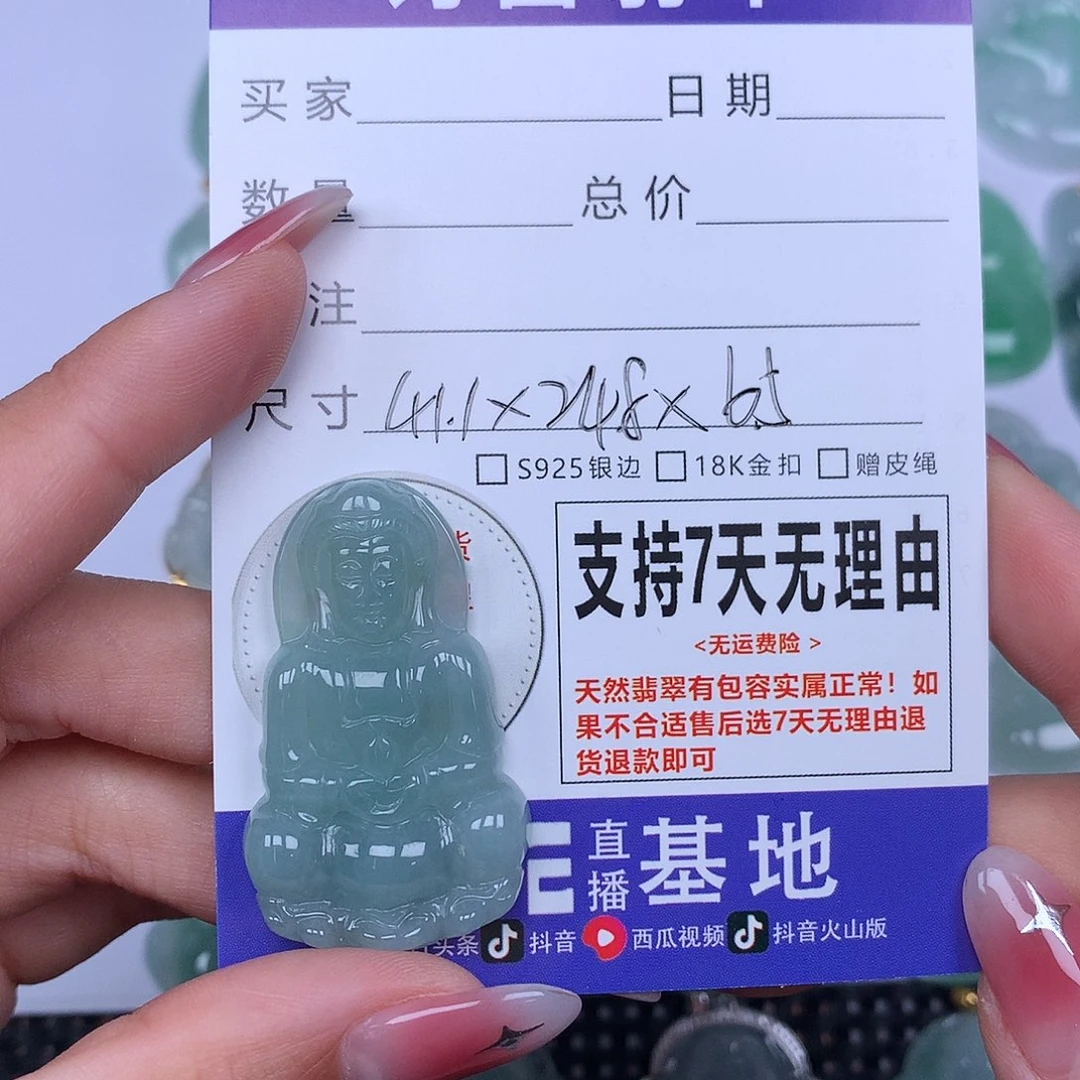 买家 日期
数量 总价
注
尺寸 41.1×24.8×6.5
S925银边 18K金扣 赠皮绳
支持7天无理由
<无运费险 >
天然翡翠有包容实属正常！如
果不合适售后选7天无理由退
货退款即可
直播 基地
头条 抖音 西瓜视频 抖音火山版